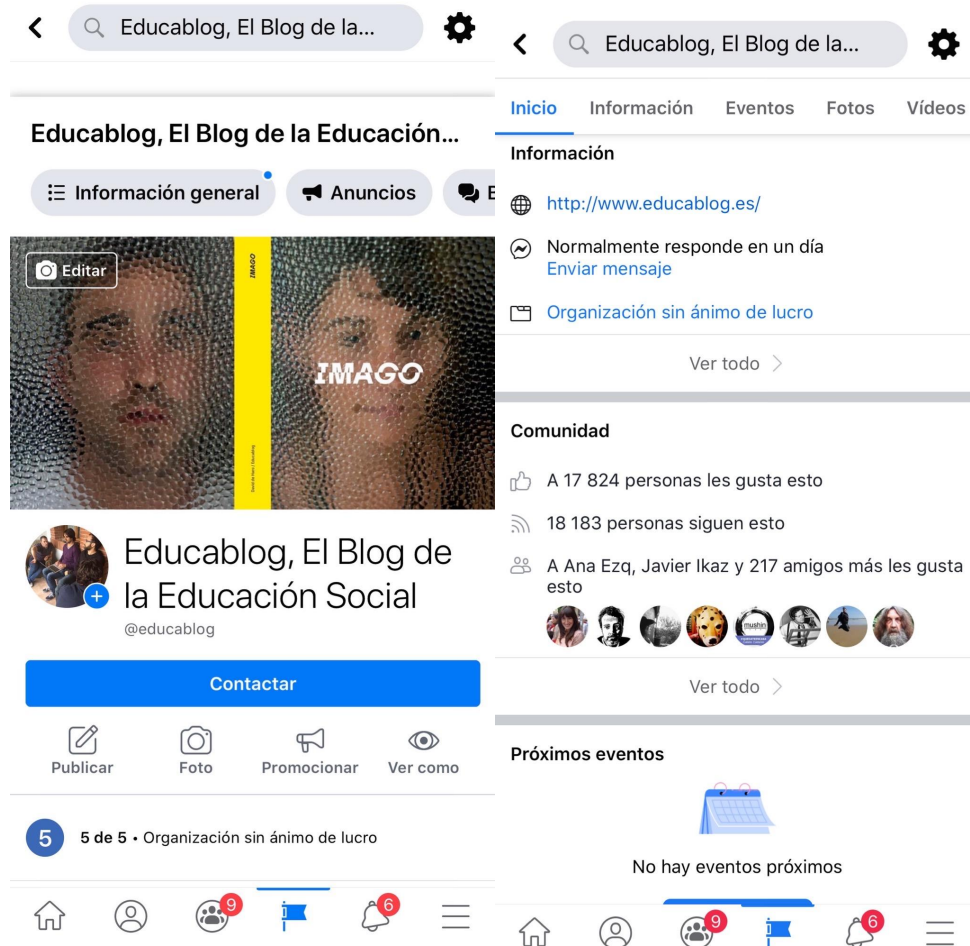 Educablog, El Blog de la...
Educablog, El Blog de la Educación...
Información general
Anuncios
E
Editar
IMAGO
IMAGO
Educablog, El Blog de
la Educación Social
@educablog
Contactar
Publicar
Foto
Promocionar
Ver como
5
5 de 5 • Organización sin ánimo de lucro
9
6
Educablog, El Blog de la...
Inicio
Información
Eventos
Fotos
Vídeos
Información
http://www.educablog.es/
Normalmente responde en un día
Enviar mensaje
Organización sin ánimo de lucro
Ver todo
Comunidad
A 17 824 personas les gusta esto
18 183 personas siguen esto
A Ana Ezq, Javier Ikaz y 217 amigos más les gusta
esto
mushin
Ver todo
Próximos eventos
No hay eventos próximos
9
6